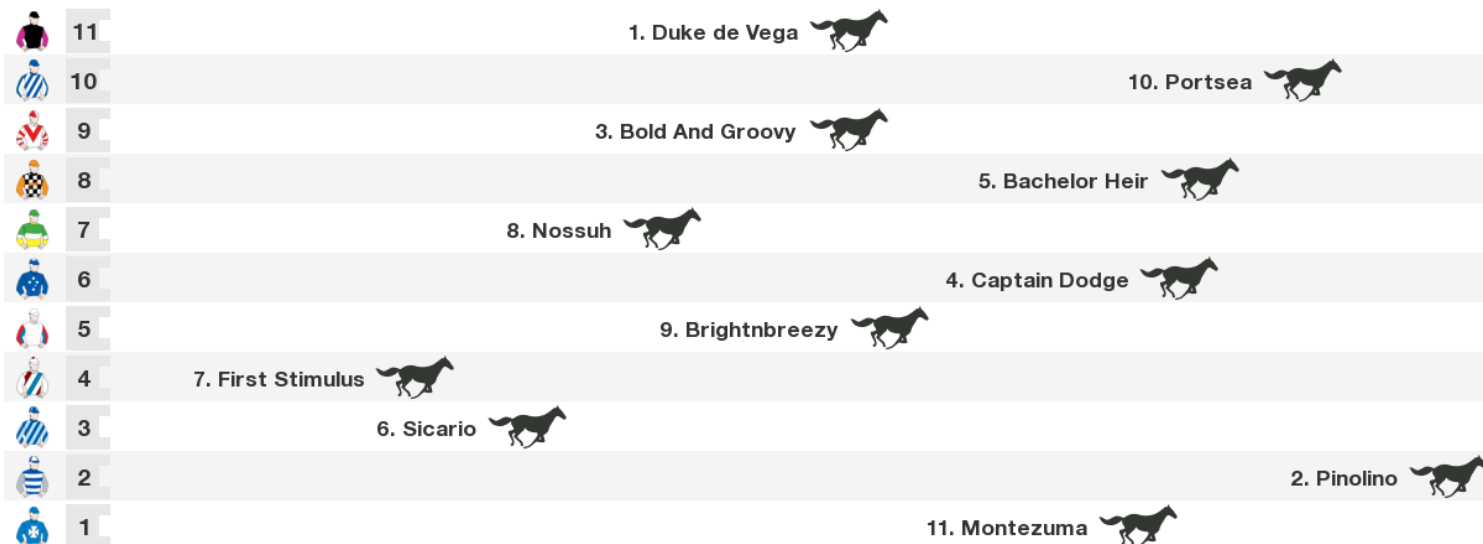 11 1. Duke de Vega
10 10. Portsea
9 3. Bold And Groovy
8 5. Bachelor Heir
7 8. Nossuh
6 4. Captain Dodge
5 9. Brightnbreezy
4 7. First Stimulus
3 6. Sicario
2 2. Pinolino
1 11. Montezuma